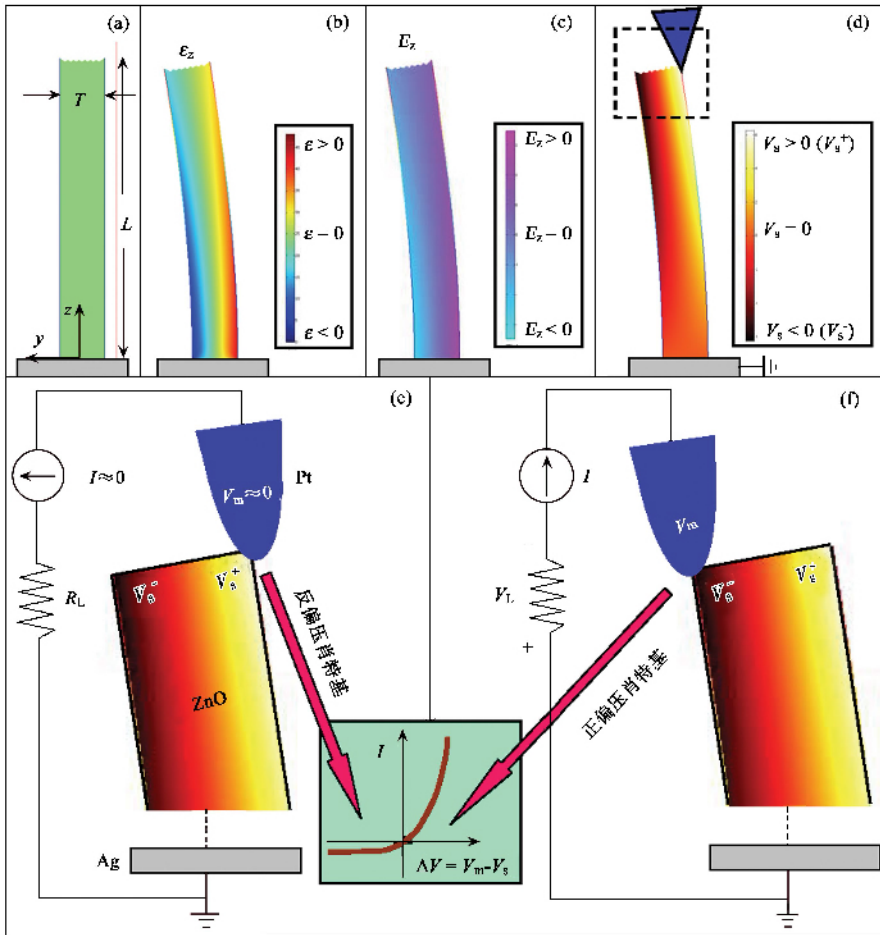 (a)
T
L
z
y
(b)
εz
ε > 0
ε − 0
ε < 0
(c)
Ez
Ez > 0
Ez − 0
Ez < 0
(d)
Vs > 0 (Vs+)
Vs − 0
Vs < 0 (Vs-)
(e)
I≈0
Vm≈0
Pt
RL
Vs-
Vs+
ZnO
Ag
反偏压肖特基
I
ΔV = Vm-Vs
(f)
I
Vm
VL
+
Vs-
正偏压肖特基